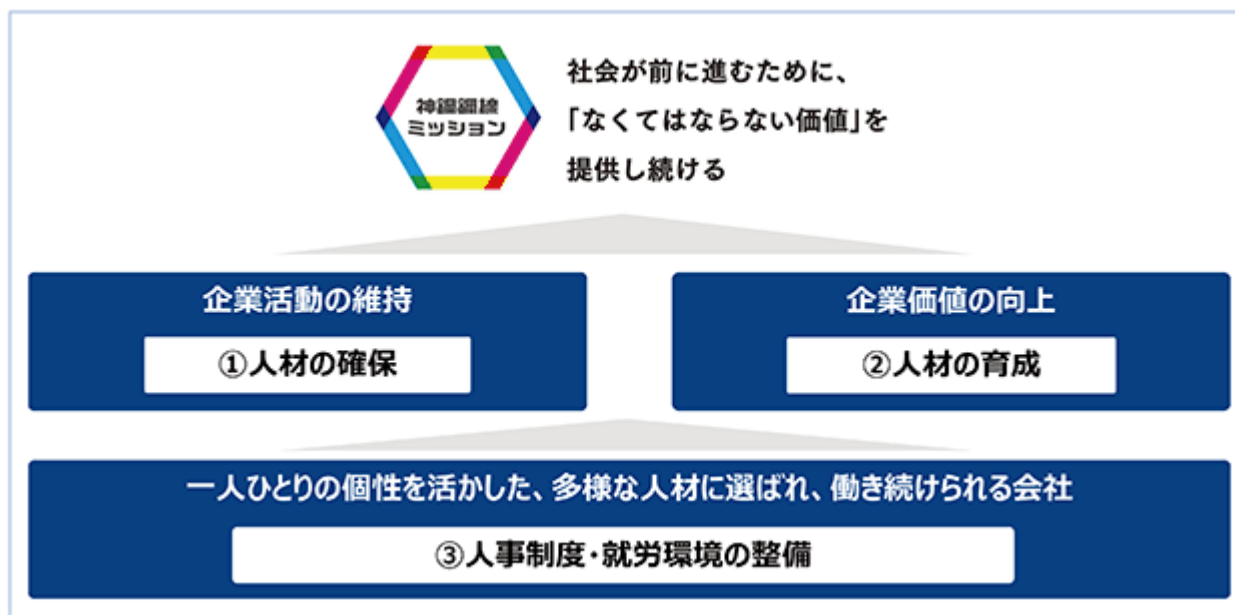 神鋼鋼線
ミッション
社会が前に進むために、
「なくてはならない価値」を
提供し続ける
企業活動の維持
①人材の確保
企業価値の向上
②人材の育成
一人ひとりの個性を活かした、多様な人材に選ばれ、働き続けられる会社
③人事制度・就労環境の整備